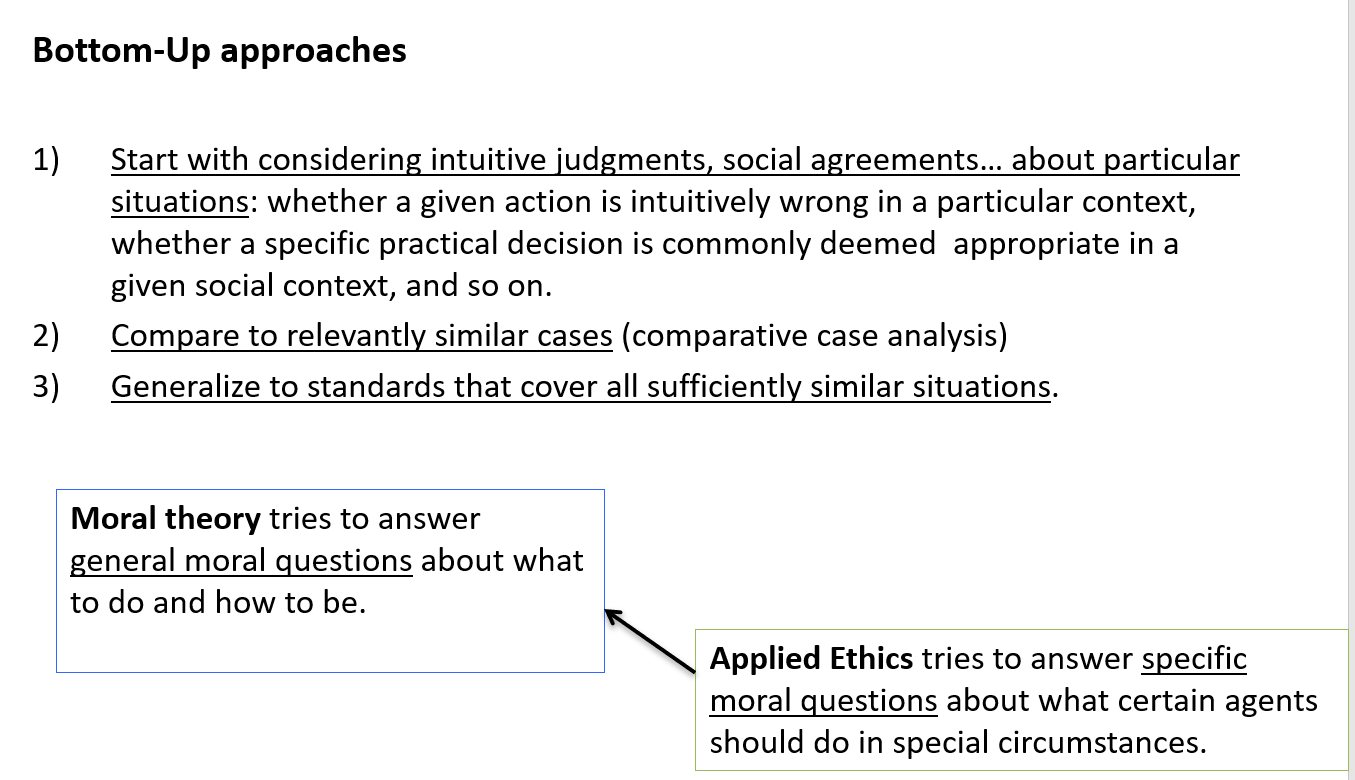 Bottom-Up approaches
1) Start with considering intuitive judgments, social agreements... about particular
situations: whether a given action is intuitively wrong in a particular context,
whether a specific practical decision is commonly deemed  appropriate in a
given social context, and so on.
2) Compare to relevantly similar cases (comparative case analysis)
3) Generalize to standards that cover all sufficiently similar situations.
Moral theory tries to answer
general moral questions about what
to do and how to be.
Applied Ethics tries to answer specific
moral questions about what certain agents
should do in special circumstances.